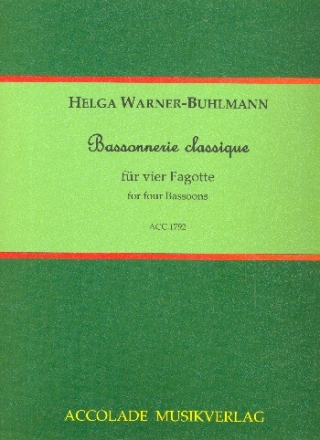 HELGA WARNER-BUHLMANN
Bassonnerie classique
für vier Fagotte
for four Bassoons
ACC.1792
ACCOLADE MUSIKVERLAG